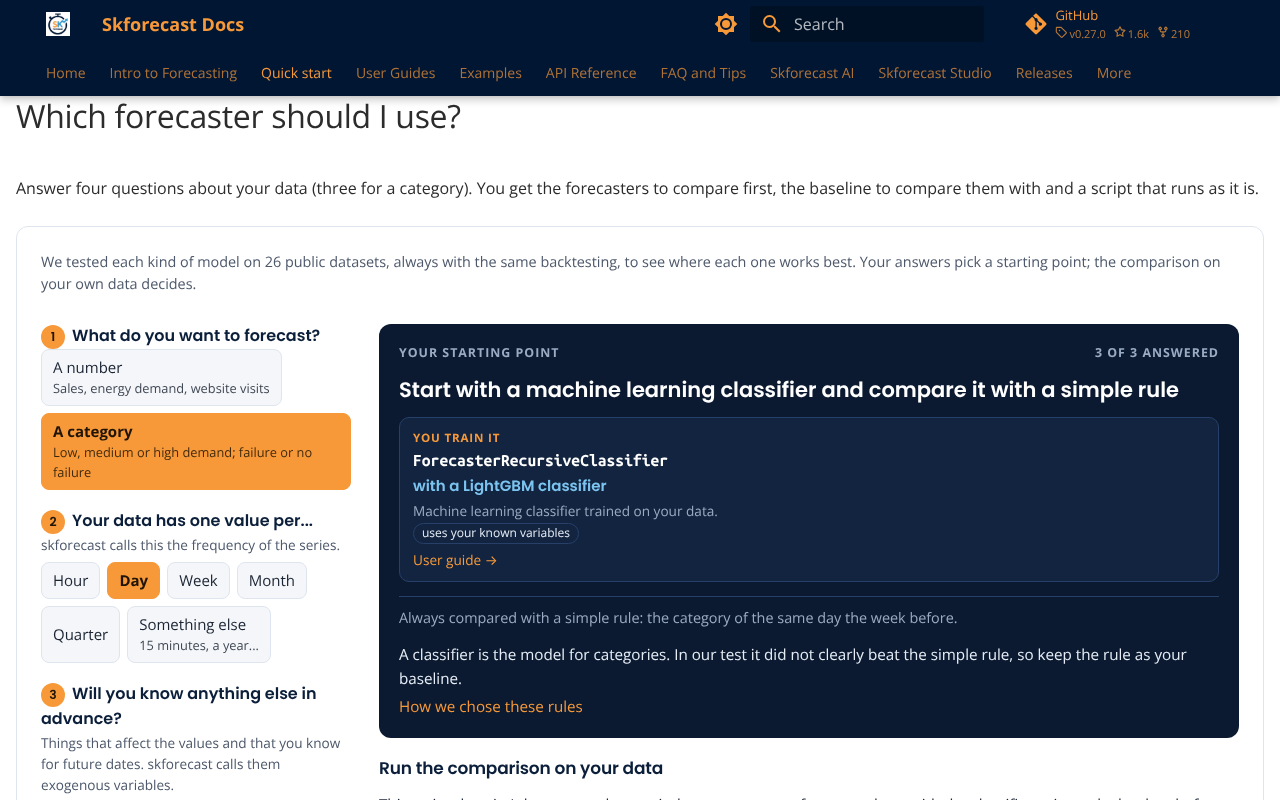 Skforecast Docs
Search
GitHub
v0.27.0 1.6k 210
Home Intro to Forecasting Quick start User Guides Examples API Reference FAQ and Tips Skforecast AI Skforecast Studio Releases More
Which forecaster should I use?
Answer four questions about your data (three for a category). You get the forecasters to compare first, the baseline to compare them with and a script that runs as it is.
We tested each kind of model on 26 public datasets, always with the same backtesting, to see where each one works best. Your answers pick a starting point; the comparison on
your own data decides.
1 What do you want to forecast?
A number
Sales, energy demand, website visits
A category
Low, medium or high demand; failure or no
failure
2 Your data has one value per...
skforecast calls this the frequency of the series.
Hour Day Week Month
Quarter
Something else
15 minutes, a year...
3 Will you know anything else in
advance?
Things that affect the values and that you know
for future dates. skforecast calls them
exogenous variables.
YOUR STARTING POINT 3 OF 3 ANSWERED
Start with a machine learning classifier and compare it with a simple rule
YOU TRAIN IT
ForecasterRecursiveClassifier
with a LightGBM classifier
Machine learning classifier trained on your data.
uses your known variables
User guide →
Always compared with a simple rule: the category of the same day the week before.
A classifier is the model for categories. In our test it did not clearly beat the simple rule, so keep the rule as your
baseline.
How we chose these rules
Run the comparison on your data